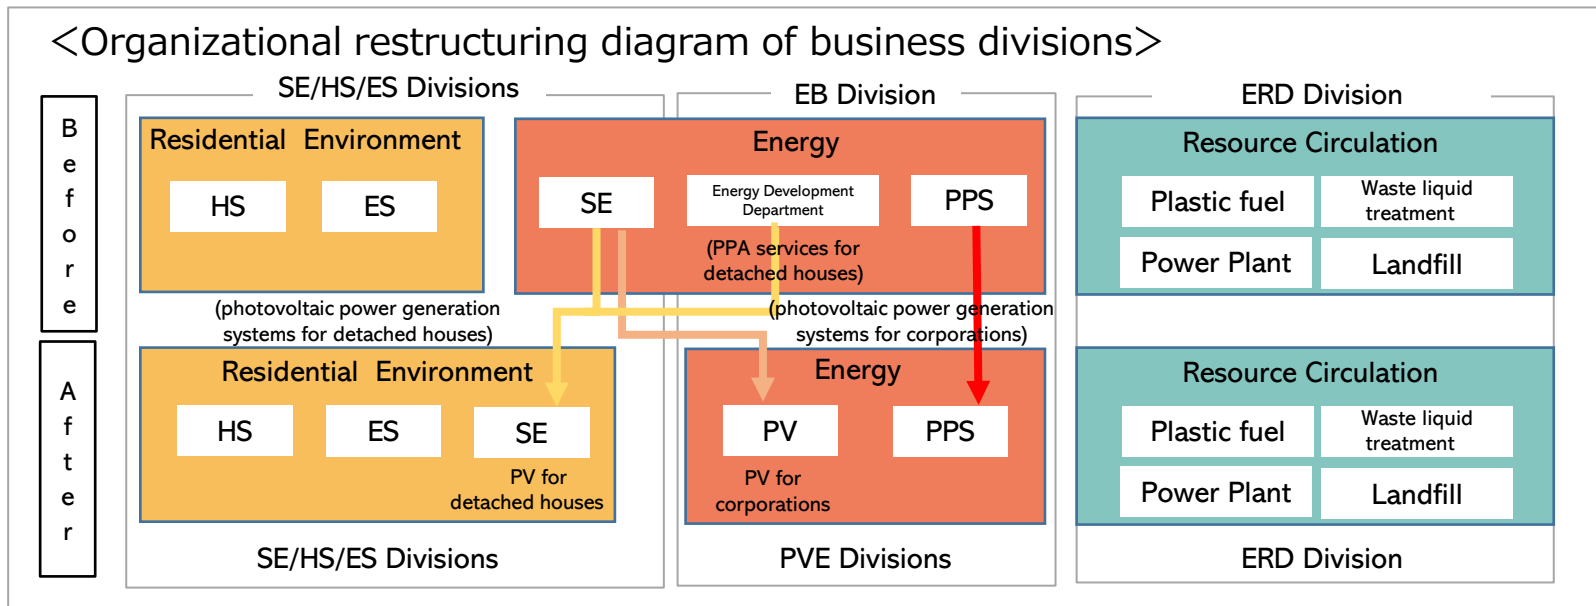 <Organizational restructuring diagram of business divisions>
Before
SE/HS/ES Divisions
EB Division
ERD Division
Residential Environment
HS
ES
Energy
SE
Energy Development
Department
PPS
(PPA services for
detached houses)
Resource Circulation
Plastic fuel
Waste liquid
treatment
Power Plant
Landfill
(photovoltaic power generation
systems for detached houses)
(photovoltaic power generation
systems for corporations)
After
Residential Environment
HS
ES
SE
PV for
detached houses
Energy
PV
PPS
PV for
corporations
Resource Circulation
Plastic fuel
Waste liquid
treatment
Power Plant
Landfill
SE/HS/ES Divisions
PVE Divisions
ERD Division